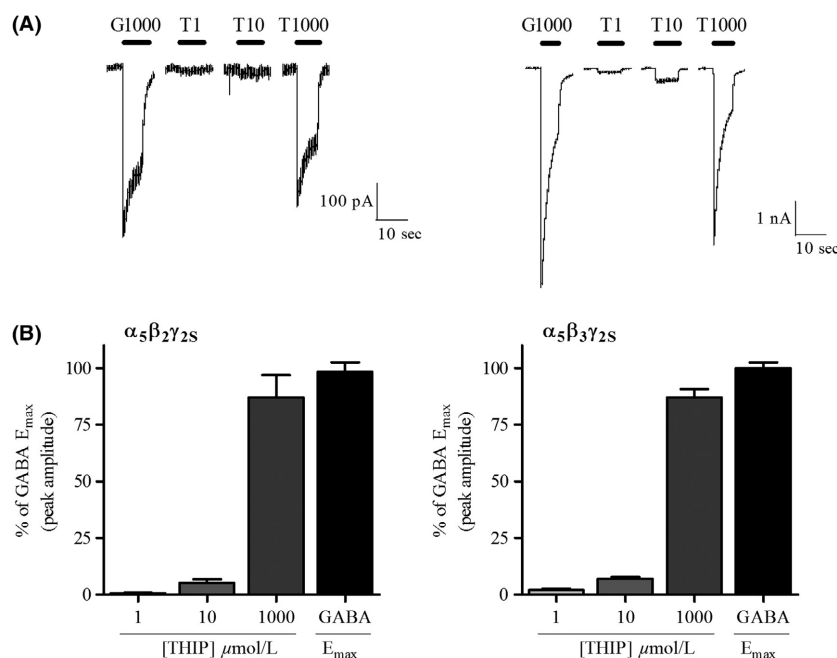 (A)
G1000 T1 T10 T1000
100 pA
10 sec
G1000 T1 T10 T1000
1 nA
10 sec
(B)
α5β2γ2S
% of GABA Emax
(peak amplitude)
100
75
50
25
0
1 10 1000 GABA
[THIP] μmol/L Emax
α5β3γ2S
% of GABA Emax
(peak amplitude)
100
75
50
25
0
1 10 1000 GABA
[THIP] μmol/L Emax